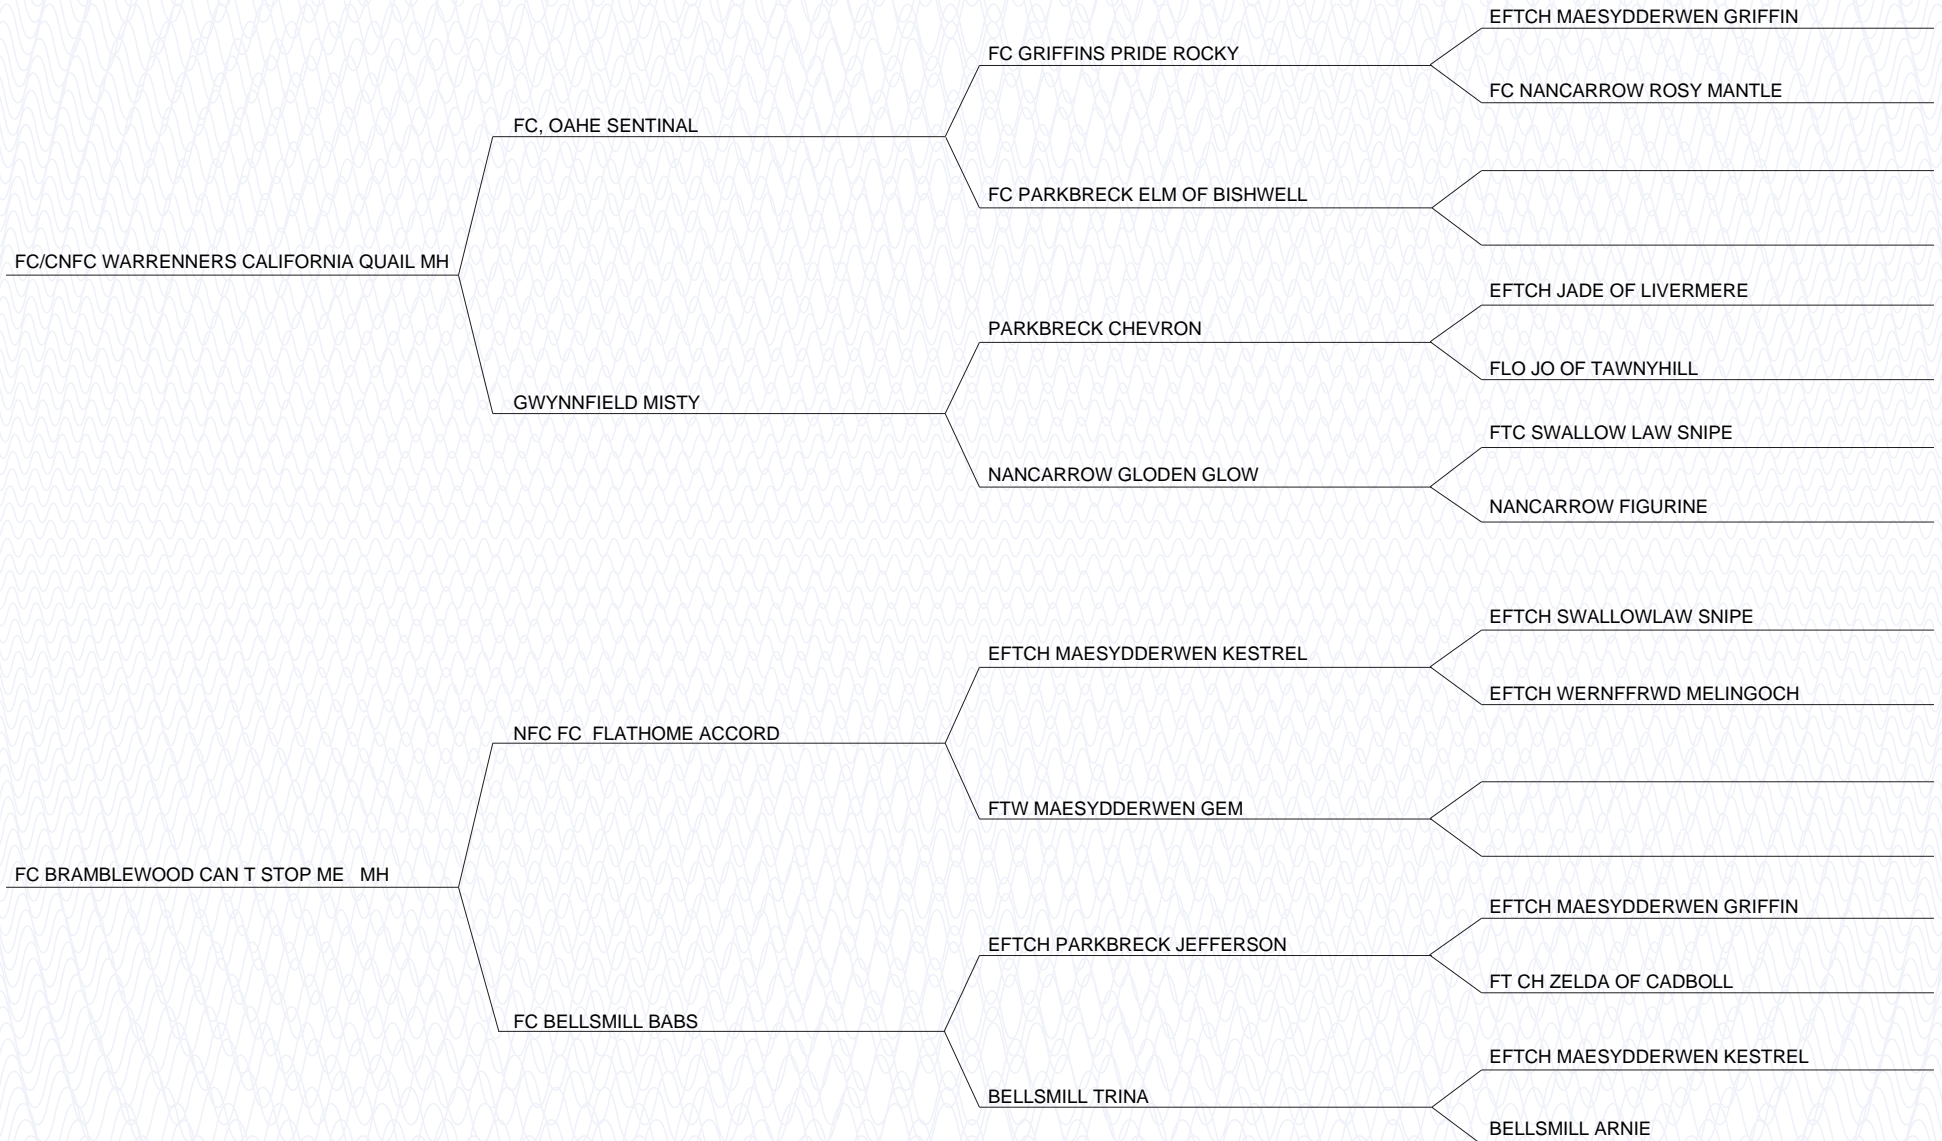 EFTCH MAESYDDERWEN GRIFFIN
FC GRIFFINS PRIDE ROCKY
FC NANCARROW ROSY MANTLE
FC, OAHE SENTINAL
FC PARKBRECK ELM OF BISHWELL
FC/CNFC WARRENNERS CALIFORNIA QUAIL MH
EFTCH JADE OF LIVERMERE
PARKBRECK CHEVRON
FLO JO OF TAWNYHILL
GWYNNFIELD MISTY
FTC SWALLOW LAW SNIPE
NANCARROW GLODEN GLOW
NANCARROW FIGURINE
EFTCH SWALLOWLAW SNIPE
EFTCH MAESYDDERWEN KESTREL
EFTCH WERNFFRWD MELINGOCH
NFC FC  FLATHOME ACCORD
FTW MAESYDDERWEN GEM
FC BRAMBLEWOOD CAN T STOP ME   MH
EFTCH MAESYDDERWEN GRIFFIN
EFTCH PARKBRECK JEFFERSON
FT CH ZELDA OF CADBOLL
FC BELLSMILL BABS
EFTCH MAESYDDERWEN KESTREL
BELLSMILL TRINA
BELLSMILL ARNIE